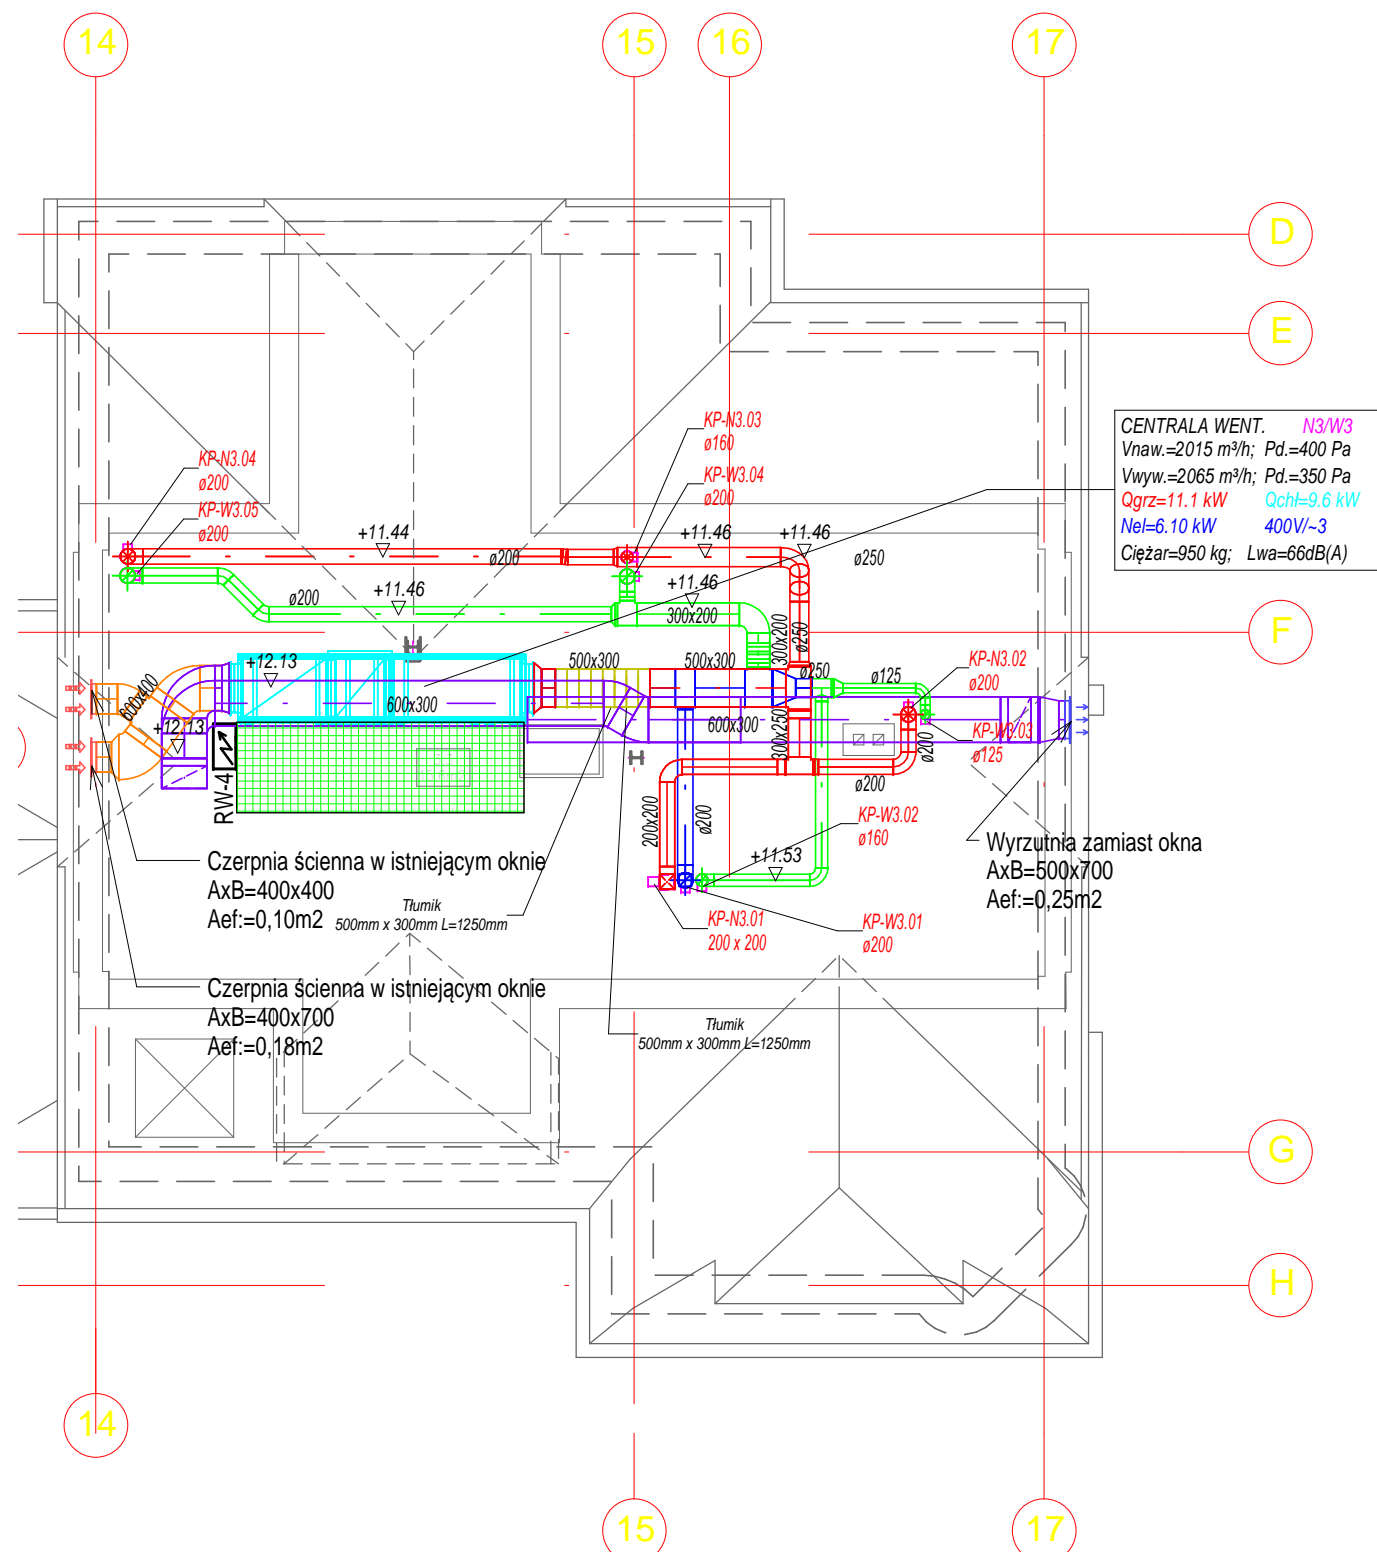 14
15
16
17
D
E
KP-N3.03
ø160
KP-W3.04
ø200
KP-N3.04
ø200
KP-W3.05
ø200
CENTRALA WENT. N3/W3
Vnaw.=2015 m³/h; Pd.=400 Pa
Vwyw.=2065 m³/h; Pd.=350 Pa
Qgrz=11.1 kW Qchł=9.6 kW
Nel=6.10 kW 400V/~3
Ciężar=950 kg; Lwa=66dB(A)
+11.44
+11.46
+11.46
ø200
ø250
+11.46
+11.46
ø200
300x200
300x200
ø250
F
+12.13
500x300
500x300
ø250
ø125
KP-N3.02
ø200
600x400
600x300
600x300
+12.13
300x250
ø200
KP-W3.03
ø125
RW-4
ø200
200x200
ø200
KP-W3.02
ø160
+11.53
Wyrzutnia zamiast okna
AxB=500x700
Aef:=0,25m2
Czerpnia ścienna w istniejącym oknie
AxB=400x400
Aef:=0,10m2
Tłumik
500mm x 300mm L=1250mm
KP-N3.01
200 x 200
KP-W3.01
ø200
Czerpnia ścienna w istniejącym oknie
AxB=400x700
Aef:=0,18m2
Tłumik
500mm x 300mm L=1250mm
G
H
14
15
17